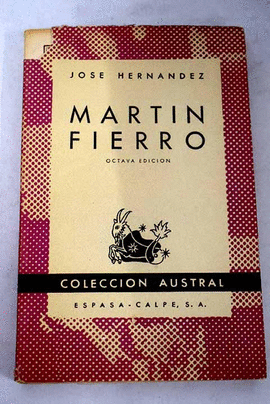 JOSE HERNANDEZ
MARTIN
FIERRO
OCTAVA EDICION
COLECCION AUSTRAL
ESPASA - CALPE, S. A.